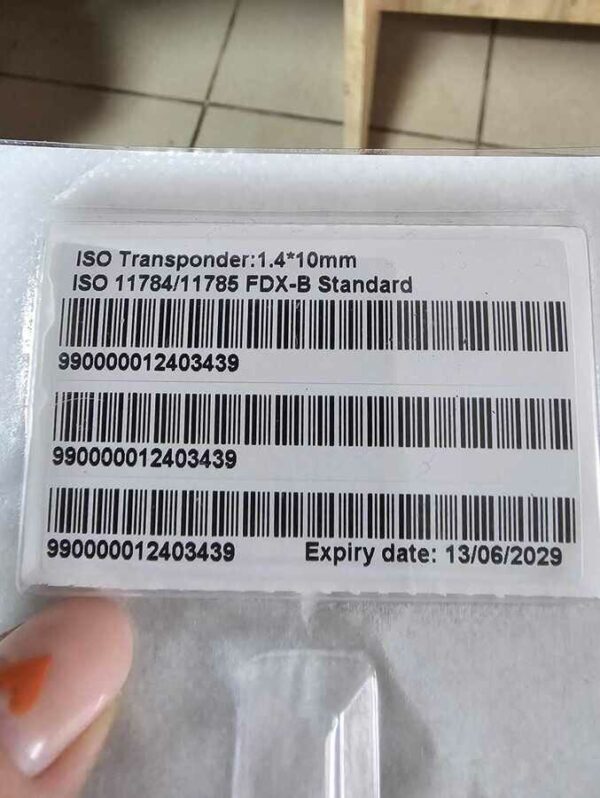 ISO Transponder:1.4*10mm
ISO 11784/11785 FDX-B Standard
990000012403439
990000012403439
990000012403439 Expiry date: 13/06/2029